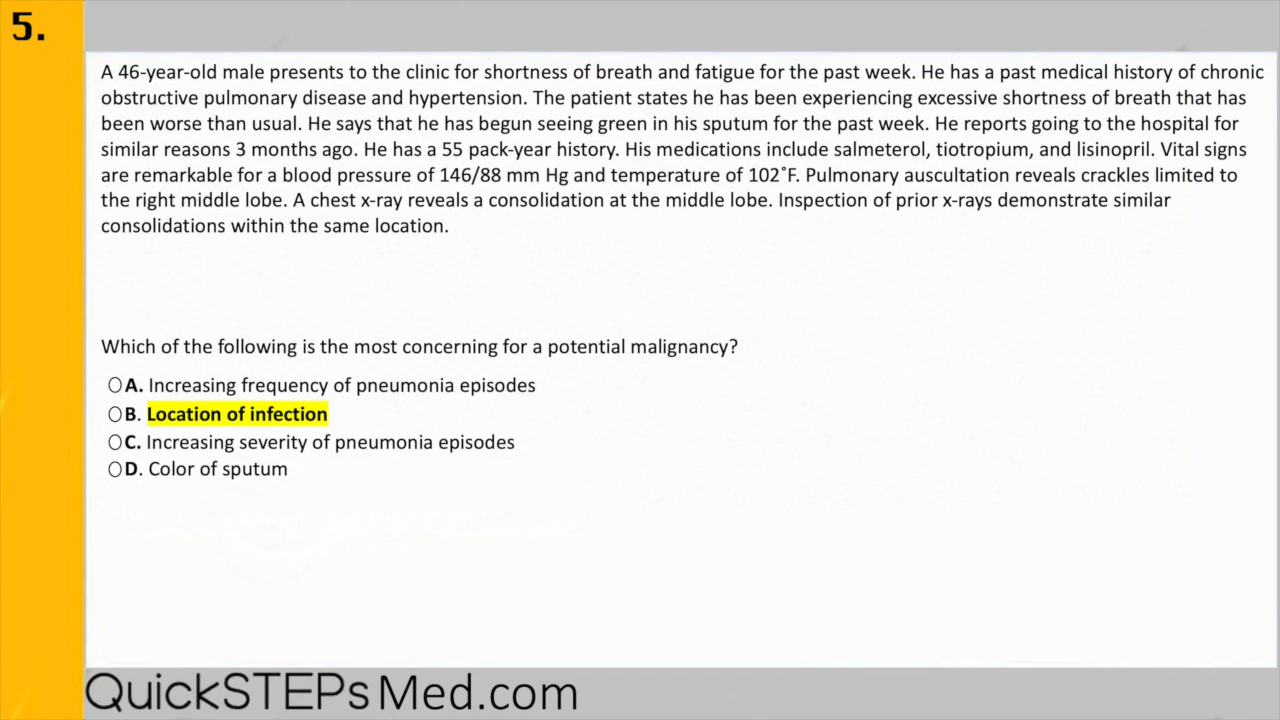 5.
A 46-year-old male presents to the clinic for shortness of breath and fatigue for the past week. He has a past medical history of chronic
obstructive pulmonary disease and hypertension. The patient states he has been experiencing excessive shortness of breath that has
been worse than usual. He says that he has begun seeing green in his sputum for the past week. He reports going to the hospital for
similar reasons 3 months ago. He has a 55 pack-year history. His medications include salmeterol, tiotropium, and lisinopril. Vital signs
are remarkable for a blood pressure of 146/88 mm Hg and temperature of 102˚F. Pulmonary auscultation reveals crackles limited to
the right middle lobe. A chest x-ray reveals a consolidation at the middle lobe. Inspection of prior x-rays demonstrate similar
consolidations within the same location.
Which of the following is the most concerning for a potential malignancy?
A. Increasing frequency of pneumonia episodes
B. Location of infection
C. Increasing severity of pneumonia episodes
D. Color of sputum
QuickSTEPsMed.com